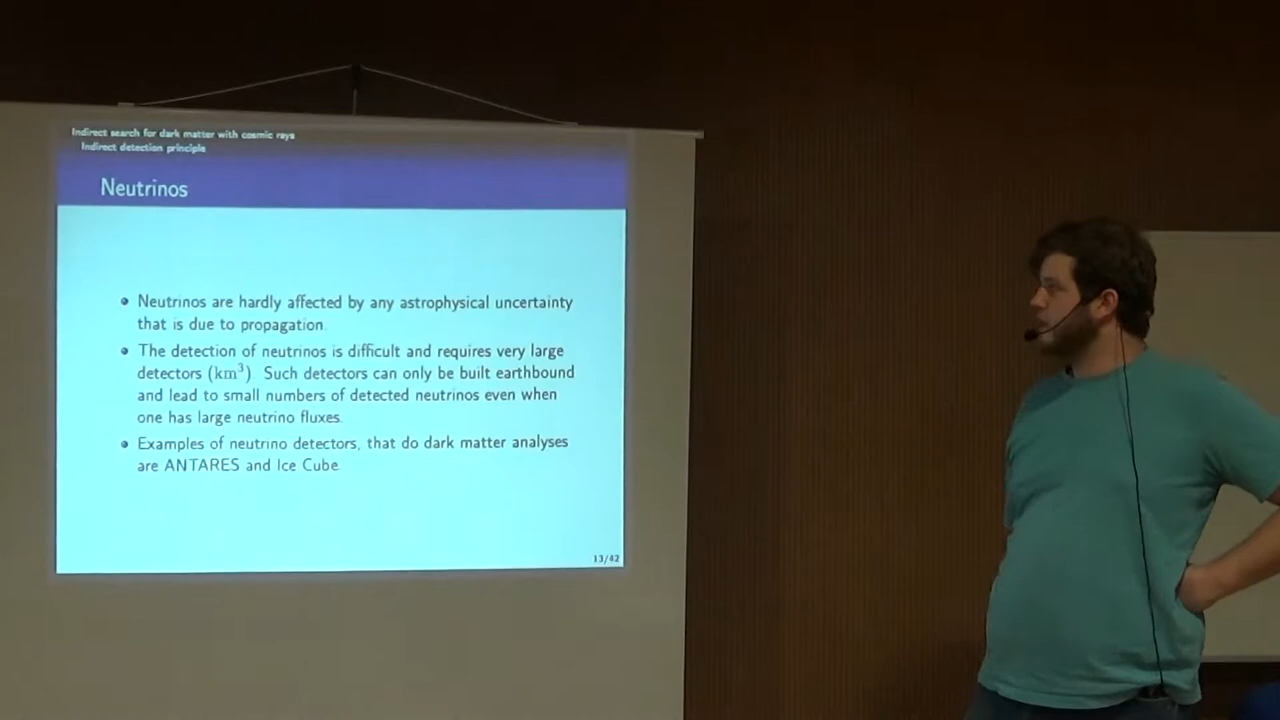 Indirect search for dark matter with cosmic rays
Indirect detection principle
Neutrinos
• Neutrinos are hardly affected by any astrophysical uncertainty
that is due to propagation.
• The detection of neutrinos is difficult and requires very large
detectors (km³). Such detectors can only be built earthbound
and lead to small numbers of detected neutrinos even when
one has large neutrino fluxes.
• Examples of neutrino detectors, that do dark matter analyses
are ANTARES and Ice Cube.
13/42